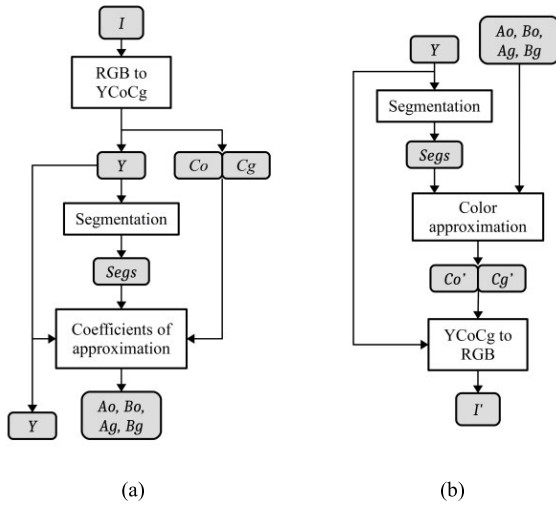 I
RGB to
YCoCg
Y
Co
Cg
Segmentation
Segs
Coefficients of
approximation
Y
Ao, Bo,
Ag, Bg
(a)
Y
Ao, Bo,
Ag, Bg
Segmentation
Segs
Color
approximation
Co'
Cg'
YCoCg to
RGB
I'
(b)